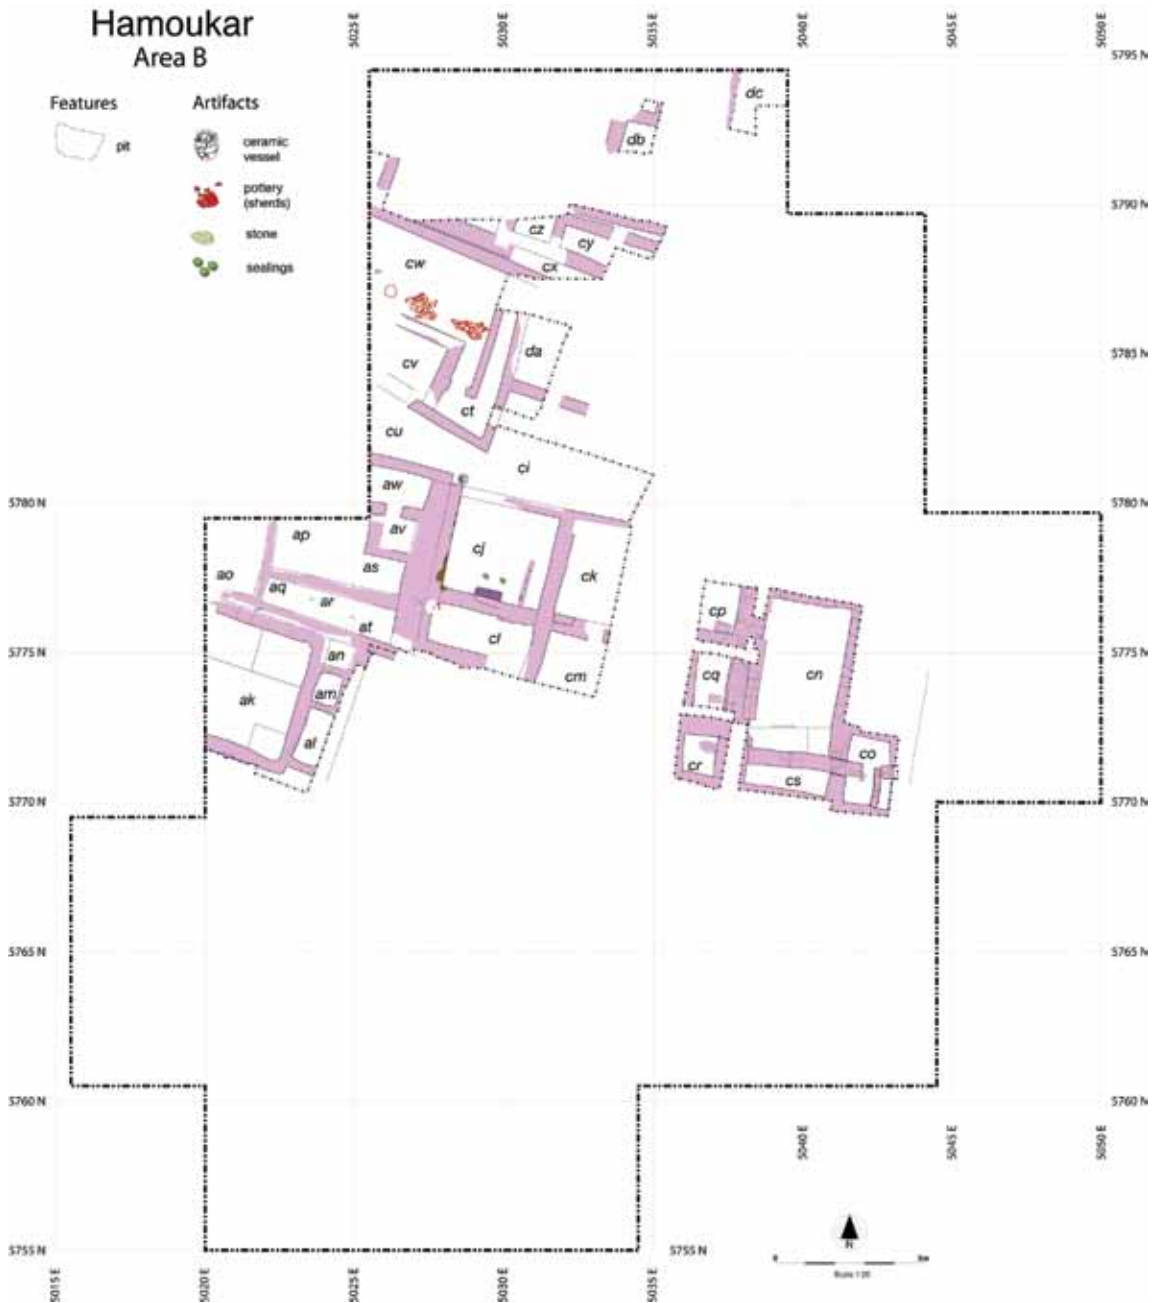 Hamoukar
Area B
Features
pit
Artifacts
ceramic
vessel
pottery
(sherds)
stone
sealings
5025 E
5030 E
5035 E
5040 E
5045 E
5050 E
5795 N
dc
db
5790 N
cz
cy
cx
cw
5785 N
da
cv
ct
cu
ci
5780 N
5780 N
aw
av
ap
as
cj
ck
ao
aq
ar
at
cl
cp
5775 N
5775 N
an
cm
cq
cn
ak
am
al
cr
co
cs
5770 N
5770 N
5765 N
5765 N
5760 N
5760 N
5040 E
5045 E
5050 E
N
5755 N
5755 N
0
5m
5015 E
5020 E
5025 E
5030 E
5035 E